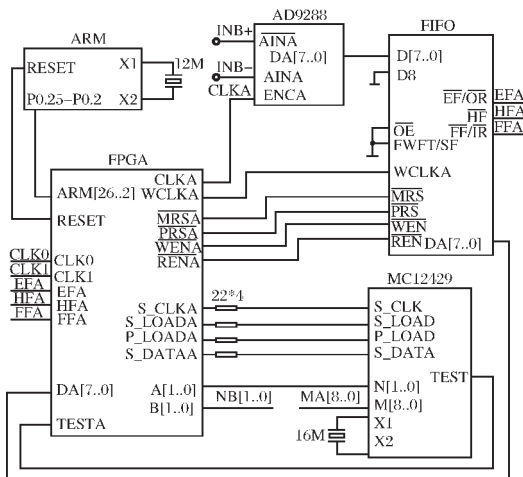 ARM
RESET
X1
12M
P0.25-P0.2
X2
AD9288
INB+
AINA
DA[7..0]
INB-
AINA
CLKA
ENCA
FIFO
D[7..0]
D8
EF/OR
EFA
HF
HFA
FF/IR
FFA
OE
FWFT/SF
WCLKA
MRS
PRS
WEN
REN
DA[7..0]
FPGA
CLKA
WCLKA
ARM[26..2]
MRSA
RESET
PRSA
WENA
RENA
CLK0
CLK0
CLK1
CLK1
EFA
EFA
HFA
HFA
FFA
FFA
S_CLKA
S_LOADA
P_LOADA
S_DATAA
DA[7..0]
A[1..0]
B[1..0]
TESTA
22*4
NB[1..0]
MA[8..0]
16M
MC12429
S_CLK
S_LOAD
P_LOAD
S_DATA
TEST
N[1..0]
M[8..0]
X1
X2